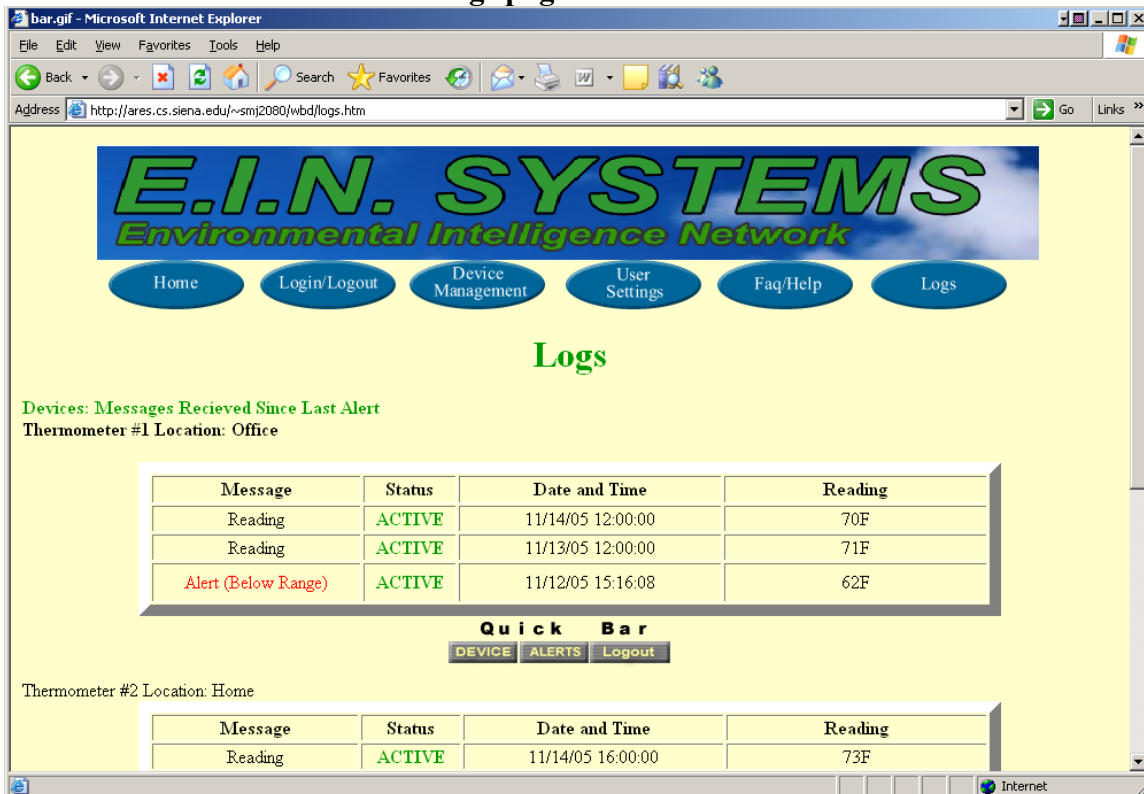 bar.gif - Microsoft Internet Explorer
File Edit View Favorites Tools Help
Back Search Favorites
Address http://ares.cs.siena.edu/~smj2080/wbd/logs.htm Go Links »
E.I.N. SYSTEMS
Environmental Intelligence Network
Home Login/Logout Device Management User Settings Faq/Help Logs
Logs
Devices: Messages Recieved Since Last Alert
Thermometer #1 Location: Office
Message Status Date and Time Reading
Reading ACTIVE 11/14/05 12:00:00 70F
Reading ACTIVE 11/13/05 12:00:00 71F
Alert (Below Range) ACTIVE 11/12/05 15:16:08 62F
Quick Bar
DEVICE ALERTS Logout
Thermometer #2 Location: Home
Message Status Date and Time Reading
Reading ACTIVE 11/14/05 16:00:00 73F
Internet